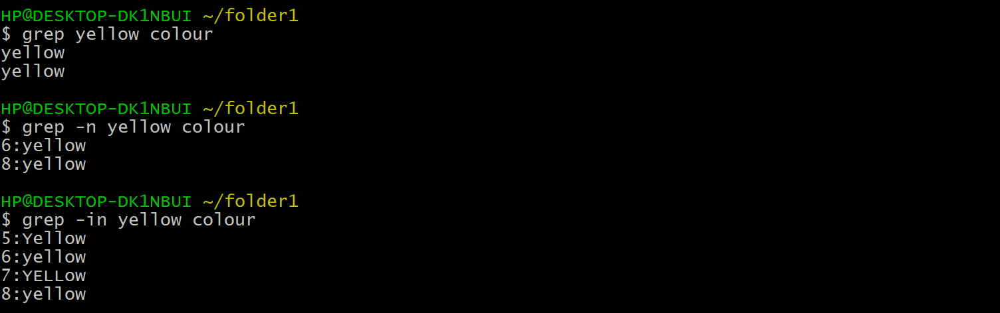 HP@DESKTOP-DK1NBUI ~/folder1
$ grep yellow colour
yellow
yellow
HP@DESKTOP-DK1NBUI ~/folder1
$ grep -n yellow colour
6:yellow
8:yellow
HP@DESKTOP-DK1NBUI ~/folder1
$ grep -in yellow colour
5:Yellow
6:yellow
7:YELLow
8:yellow